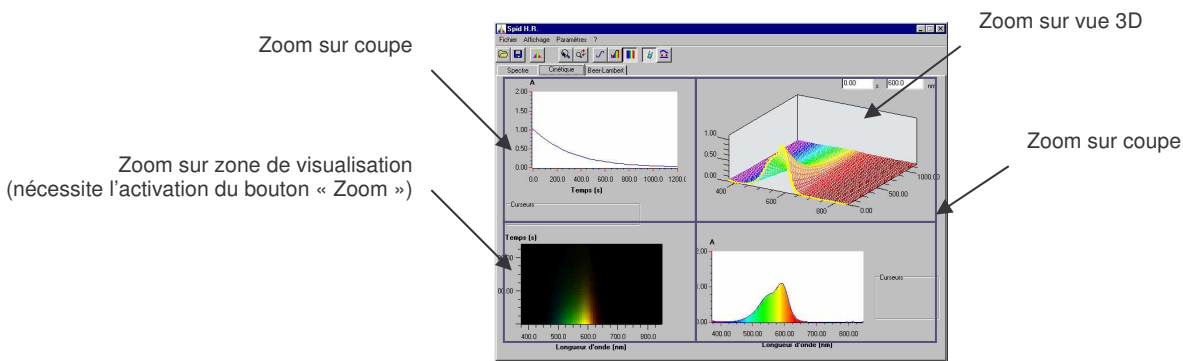 Zoom sur coupe
Zoom sur zone de visualisation
(nécessite l’activation du bouton « Zoom »)
Zoom sur vue 3D
Zoom sur coupe
Spid H.R.
Fichier Affichage Paramètres ?
Spectre Cinétique Beer-Lambert
A
2.00
1.50
1.00
0.50
0.00
0.0 200.0 400.0 600.0 800.0 1000.0 1200.0
Temps (s)
Curseurs
0.00 s 600.0 nm
1.00
0.50
0.00
400 600 800
0.00 500.00 1000.00
Temps (s)
400.0 500.0 600.0 700.0 800.0
Longueur d'onde (nm)
A
2.00
1.00
0.00
400.00 500.00 600.00 700.00 800.00
Longueur d'onde (nm)
Curseurs